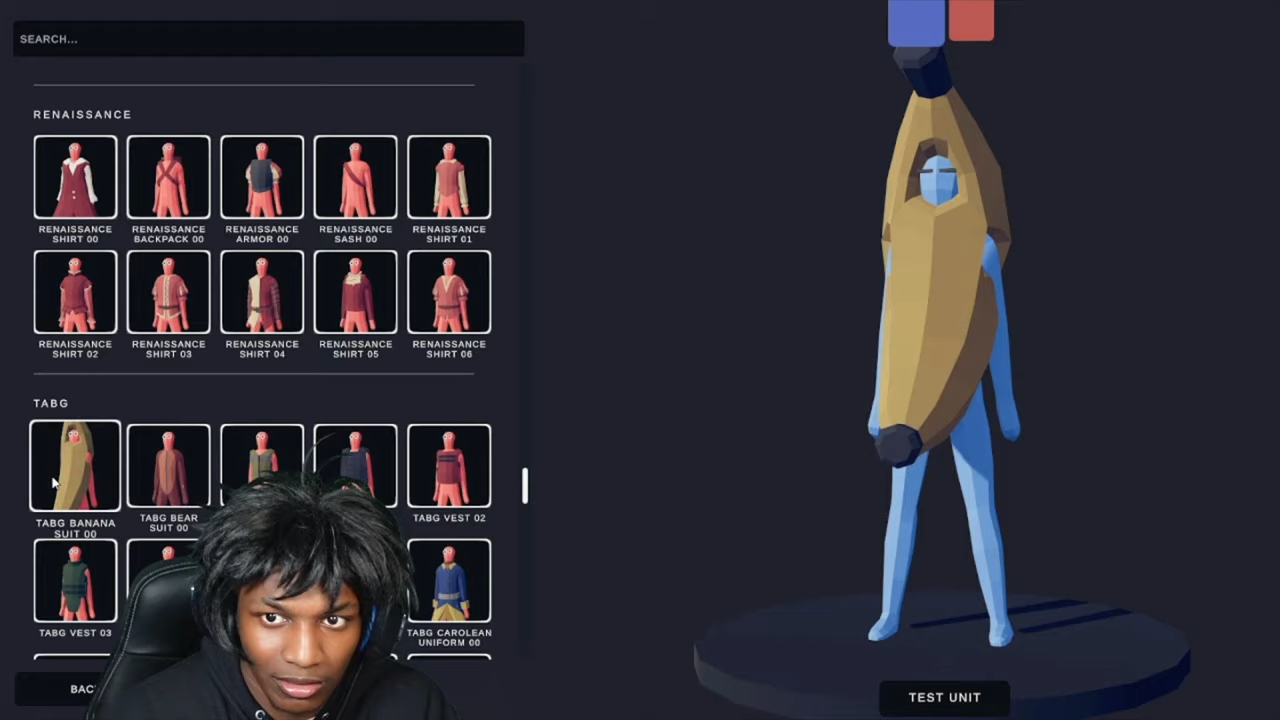 SEARCH...
RENAISSANCE
RENAISSANCE SHIRT 00
RENAISSANCE BACKPACK 00
RENAISSANCE ARMOR 00
RENAISSANCE SASH 00
RENAISSANCE SHIRT 01
RENAISSANCE SHIRT 02
RENAISSANCE SHIRT 03
RENAISSANCE SHIRT 04
RENAISSANCE SHIRT 05
RENAISSANCE SHIRT 06
TABG
TABG BANANA SUIT 00
TABG BEAR SUIT 00
TABG VEST 02
TABG VEST 03
TABG CAROLEAN UNIFORM 00
TEST UNIT